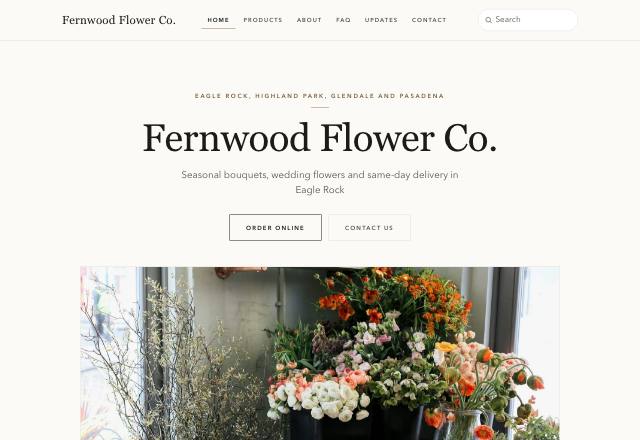 Fernwood Flower Co.
HOME PRODUCTS ABOUT FAQ UPDATES CONTACT
Search
EAGLE ROCK, HIGHLAND PARK, GLENDALE AND PASADENA
Fernwood Flower Co.
Seasonal bouquets, wedding flowers and same-day delivery in
Eagle Rock
ORDER ONLINE
CONTACT US